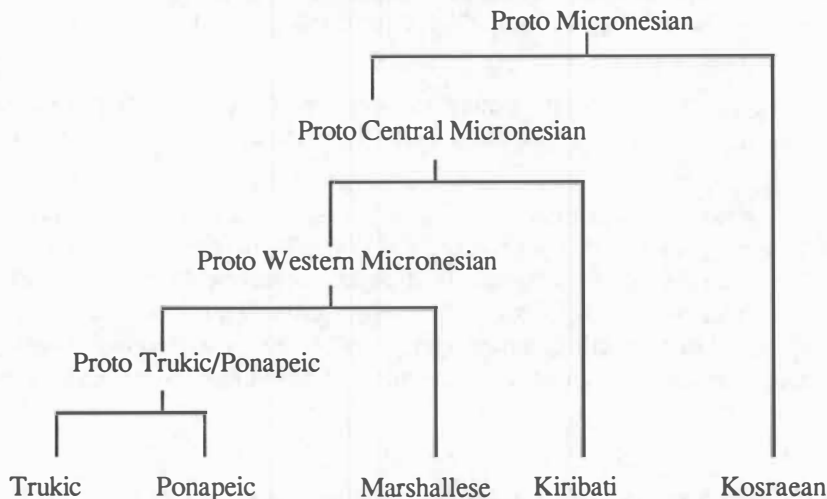 Proto Micronesian
Proto Central Micronesian
Proto Western Micronesian
Proto Trukic/Ponapeic
Trukic Ponapeic Marshallese Kiribati Kosraean